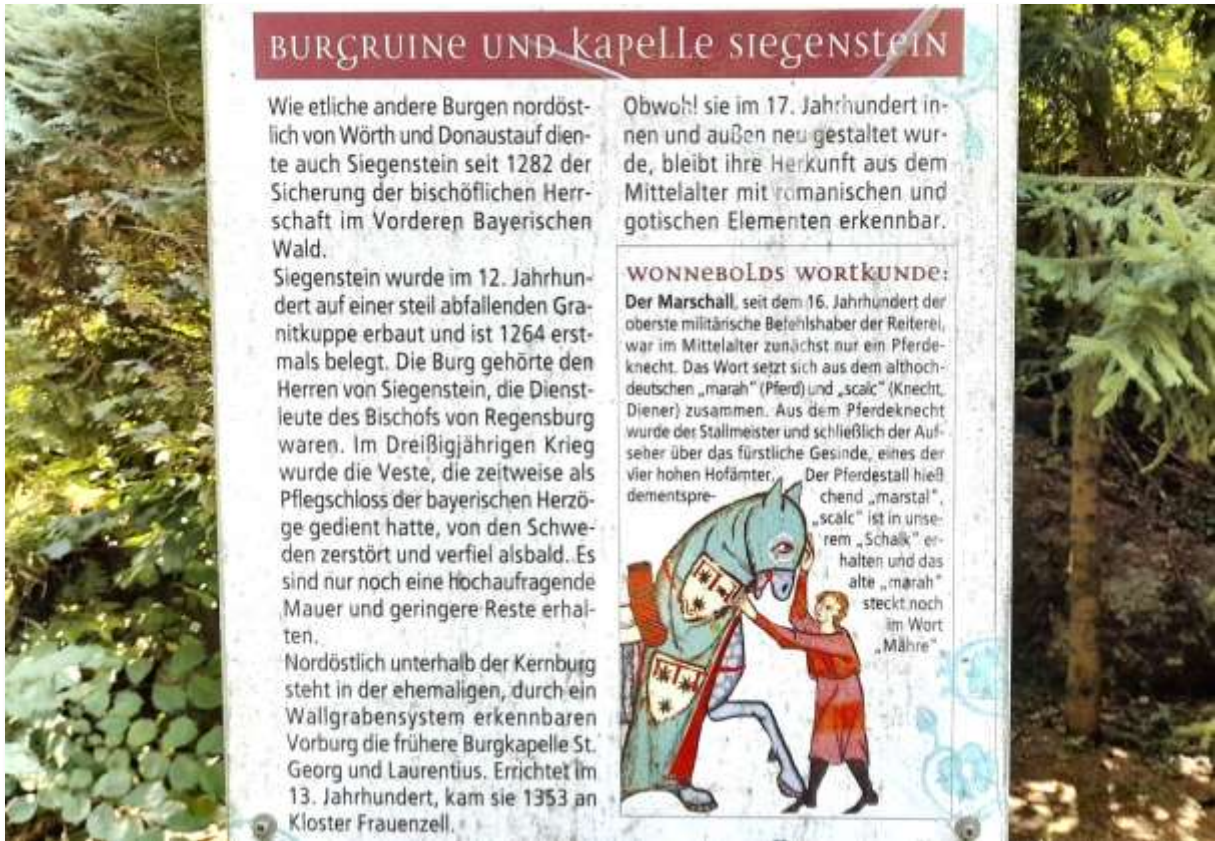 BURGRUINE UND KAPELLE SIEGENSTEIN
Wie etliche andere Burgen nordöst-
lich von Wörth und Donaustauf dien-
te auch Siegenstein seit 1282 der
Sicherung der bischöflichen Herr-
schaft im Vorderen Bayerischen
Wald.
Siegenstein wurde im 12. Jahrhun-
dert auf einer steil abfallenden Gra-
nitkuppe erbaut und ist 1264 erst-
mals belegt. Die Burg gehörte den
Herren von Siegenstein, die Dienst-
leute des Bischofs von Regensburg
waren. Im Dreißigjährigen Krieg
wurde die Veste, die zeitweise als
Pflegschloss der bayerischen Herzö-
ge gedient hatte, von den Schwe-
den zerstört und verfiel alsbald. Es
sind nur noch eine hochaufragende
Mauer und geringere Reste erhal-
ten.
Nordöstlich unterhalb der Kernburg
steht in der ehemaligen, durch ein
Wallgrabensystem erkennbaren
Vorburg die frühere Burgkapelle St.
Georg und Laurentius. Errichtet im
13. Jahrhundert, kam sie 1353 an
Kloster Frauenzell.
Obwohl sie im 17. Jahrhundert in-
nen und außen neu gestaltet wur-
de, bleibt ihre Herkunft aus dem
Mittelalter mit romanischen und
gotischen Elementen erkennbar.
WONNEBOLDS WORTKUNDE:
Der Marschall, seit dem 16. Jahrhundert der
oberste militärische Befehlshaber der Reiterei,
war im Mittelalter zunächst nur ein Pferde-
knecht. Das Wort setzt sich aus dem althoch-
deutschen „marah" (Pferd) und „scalc" (Knecht,
Diener) zusammen. Aus dem Pferdeknecht
wurde der Stallmeister und schließlich der Auf-
seher über das fürstliche Gesinde, eines der
vier hohen Hofämter. Der Pferdestall hieß
dementspre- chend „marstal",
„scalc" ist in unse-
rem „Schalk" er-
halten und das
alte „marah"
steckt noch
im Wort
„Mähre"